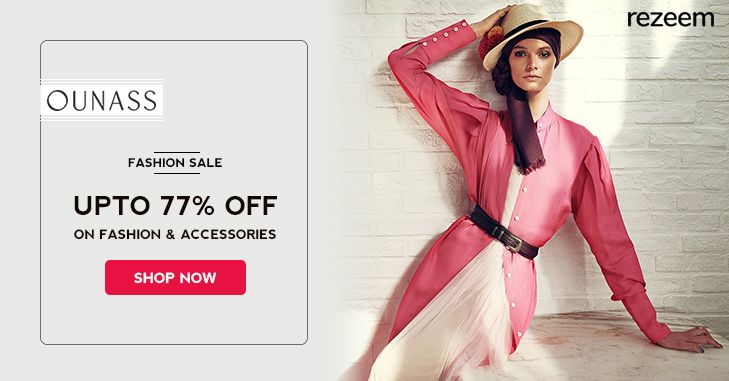 rezeem
OUNASS
FASHION SALE
UPTO 77% OFF
ON FASHION & ACCESSORIES
SHOP NOW